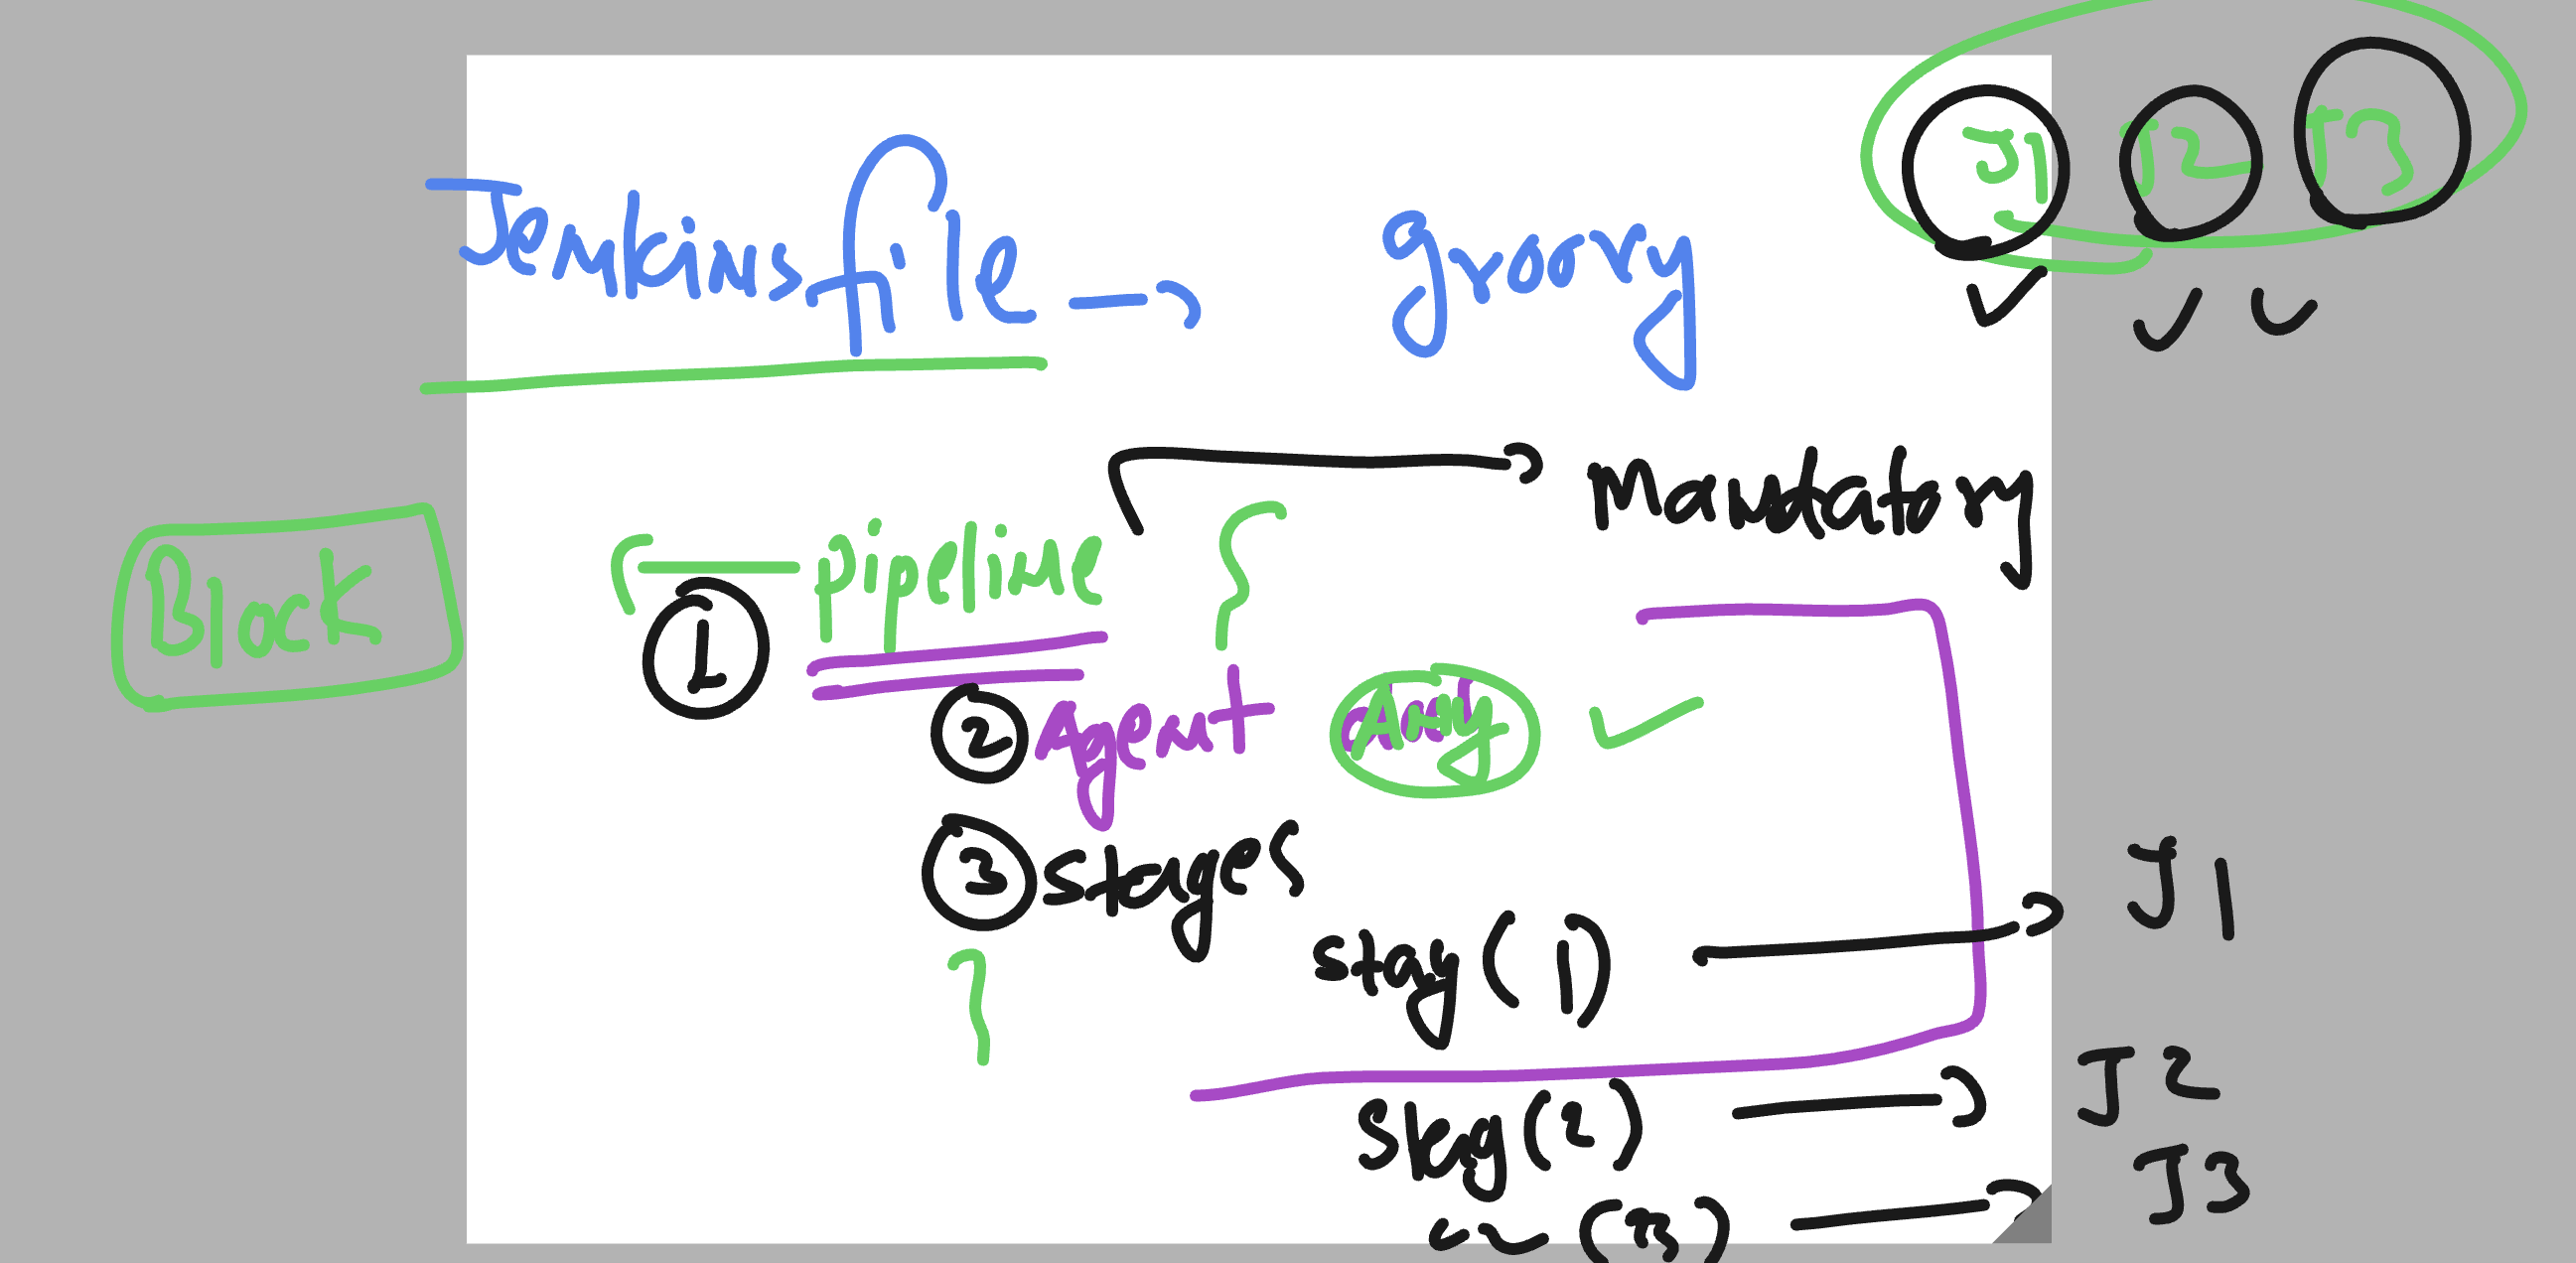 J1 J2 J3
Jenkinsfile → groovy
Mandatory
Block
① pipeline {
② Agent Any
③ stages
}
stag(1) → J1
Stag(2) → J2
(3) → J3